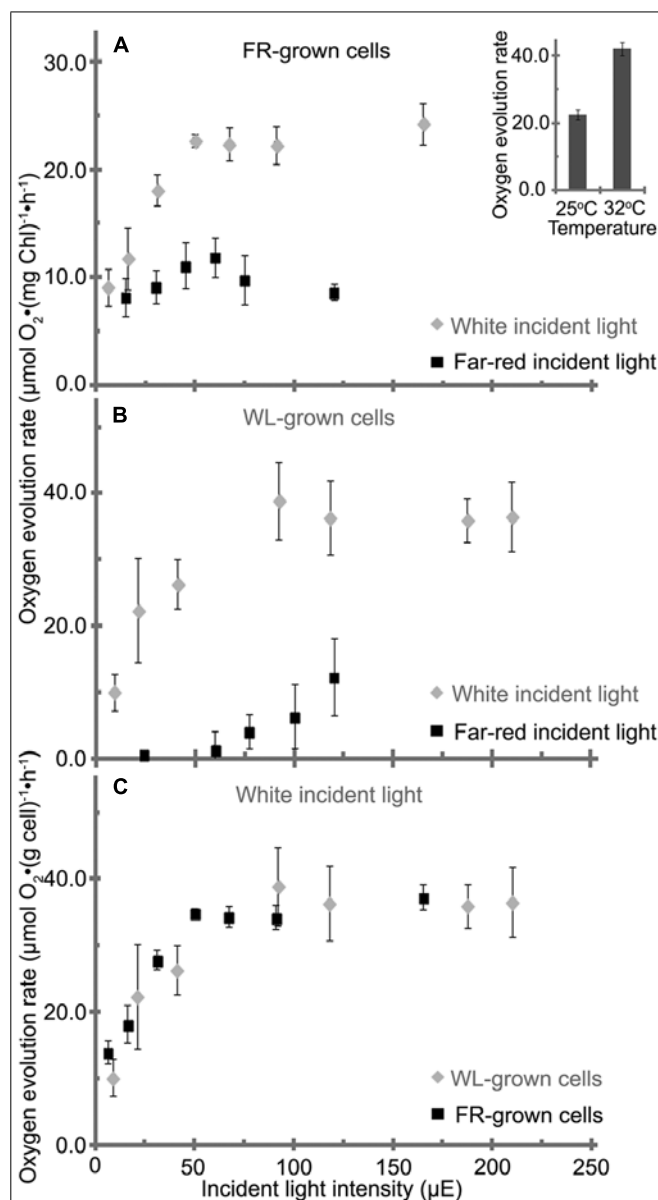 A
FR-grown cells
30.0
20.0
10.0
0.0
Oxygen evolution rate (µmol O₂•(mg Chl)⁻¹•h⁻¹)
White incident light
Far-red incident light
Oxygen evolution rate
40.0
20.0
0.0
25°C 32°C
Temperature
B
WL-grown cells
40.0
20.0
0.0
White incident light
Far-red incident light
C
White incident light
Oxygen evolution rate (µmol O₂•(g cell)⁻¹•h⁻¹)
40.0
20.0
0.0
WL-grown cells
FR-grown cells
0 50 100 150 200 250
Incident light intensity (µE)